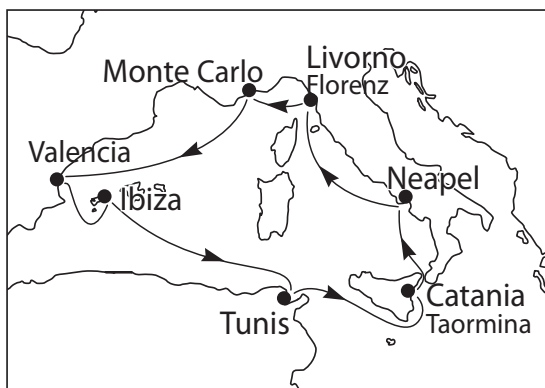 Livorno
Florenz
Monte Carlo
Valencia
Ibiza
Neapel
Catania
Taormina
Tunis